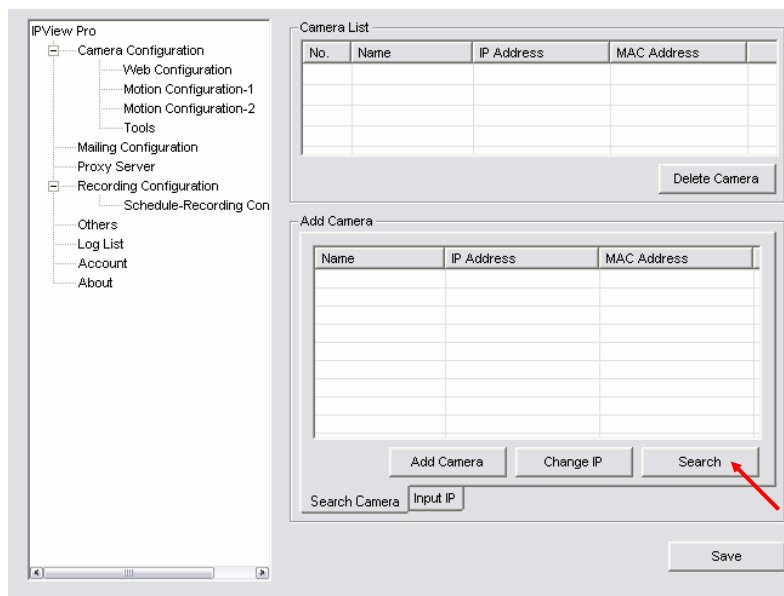 IPView Pro
Camera Configuration
Web Configuration
Motion Configuration-1
Motion Configuration-2
Tools
Mailing Configuration
Proxy Server
Recording Configuration
Schedule-Recording Con
Others
Log List
Account
About
Camera List
No. Name IP Address MAC Address
Delete Camera
Add Camera
Name IP Address MAC Address
Add Camera Change IP Search
Search Camera Input IP
Save